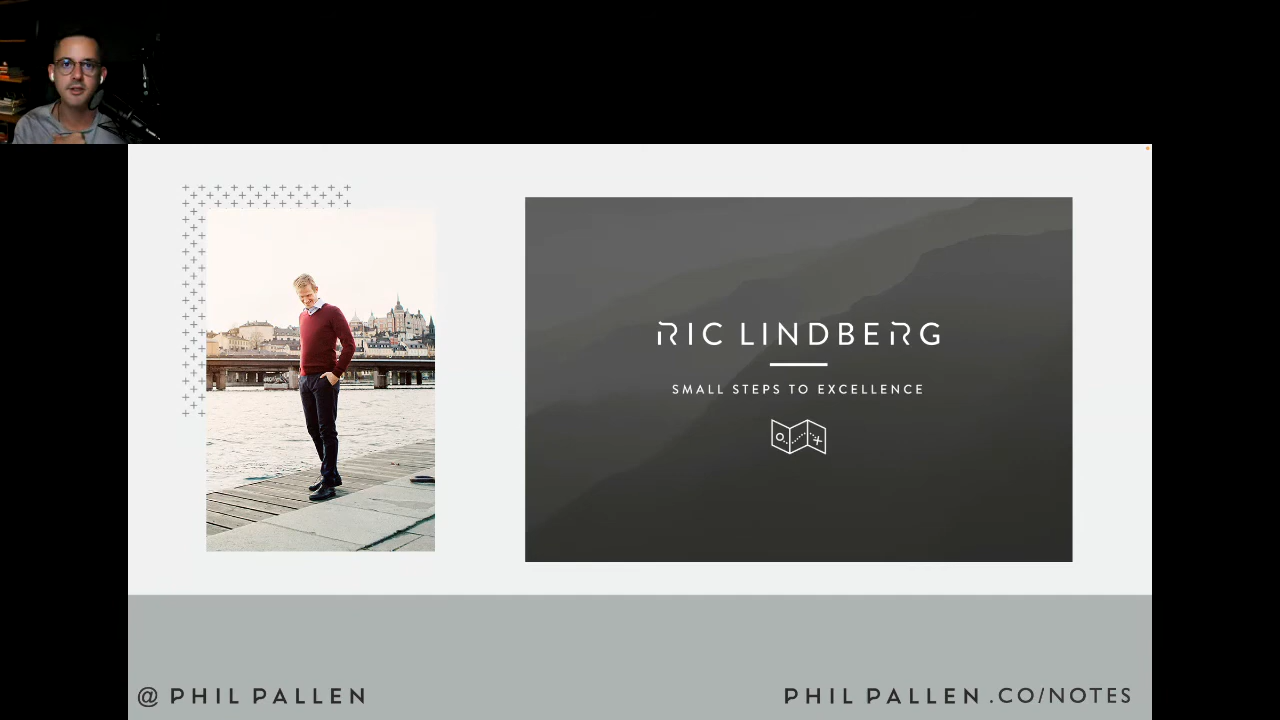 RIC LINDBERG
SMALL STEPS TO EXCELLENCE
@PHIL PALLEN
PHIL PALLEN.CO/NOTES